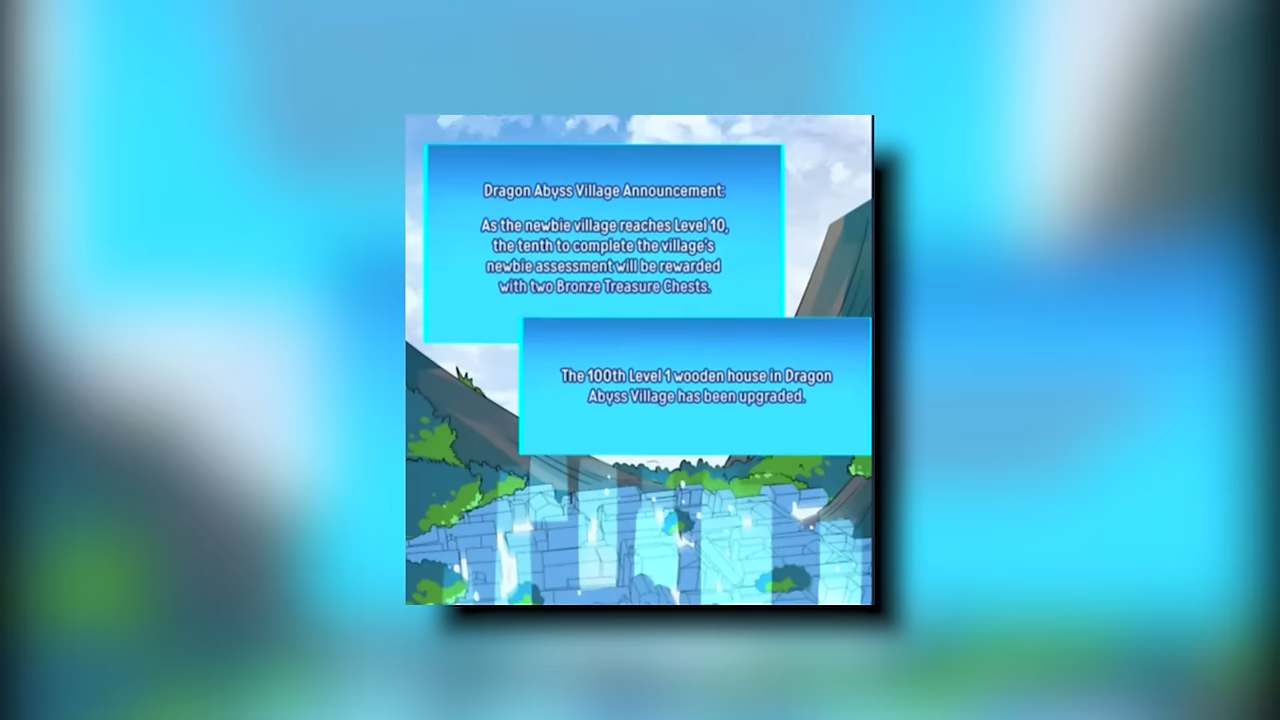 Dragon Abyss Village Announcement:
As the newbie village reaches Level 10,
the tenth to complete the village's
newbie assessment will be rewarded
with two Bronze Treasure Chests.
The 100th Level 1 wooden house in Dragon
Abyss Village has been upgraded.